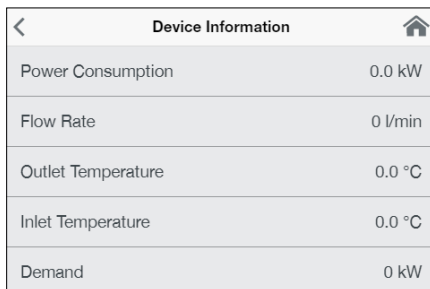 Device Information
Power Consumption 0.0 kW
Flow Rate 0 l/min
Outlet Temperature 0.0 °C
Inlet Temperature 0.0 °C
Demand 0 kW